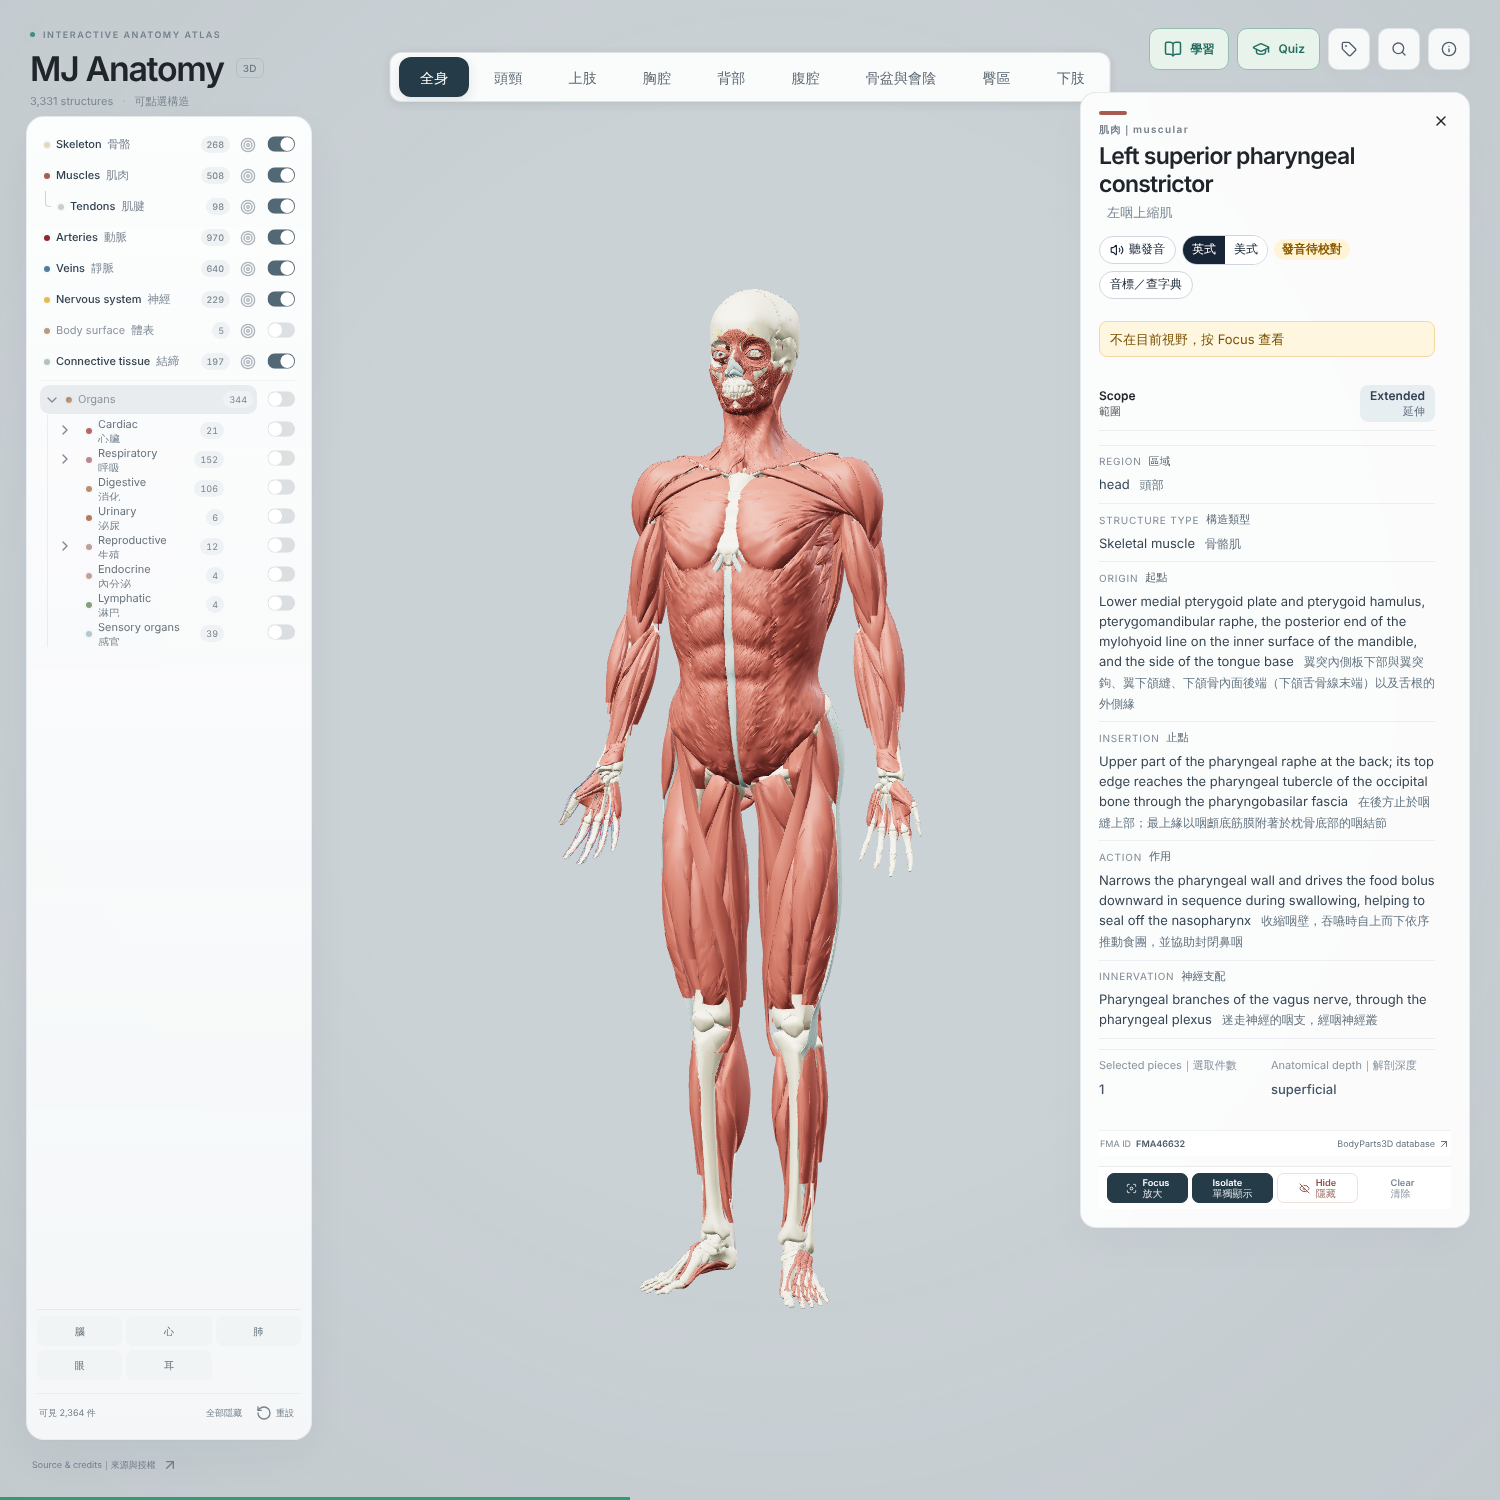 INTERACTIVE ANATOMY ATLAS
MJ Anatomy 3D
3,331 structures · 可點選構造
全身 頭頸 上肢 胸腔 背部 腹腔 骨盆與會陰 臀區 下肢
學習 Quiz
Skeleton 骨骼 268
Muscles 肌肉 508
Tendons 肌腱 98
Arteries 動脈 970
Veins 靜脈 640
Nervous system 神經 229
Body surface 體表 5
Connective tissue 結締 197
Organs 344
Cardiac 21
心臟
Respiratory 152
呼吸
Digestive 106
消化
Urinary 6
泌尿
Reproductive 12
生殖
Endocrine 4
內分泌
Lymphatic 4
淋巴
Sensory organs 39
感官
腦 心 肺
眼 耳
可見 2,364 件 全部隱藏 重設
Source & credits | 來源與授權
肌肉 | muscular
Left superior pharyngeal
constrictor
左咽上縮肌
聽發音 英式 美式 發音待校對
音標／查字典
不在目前視野，按 Focus 查看
Scope Extended
範圍 延伸
REGION 區域
head 頭部
STRUCTURE TYPE 構造類型
Skeletal muscle 骨骼肌
ORIGIN 起點
Lower medial pterygoid plate and pterygoid hamulus,
pterygomandibular raphe, the posterior end of the
mylohyoid line on the inner surface of the mandible,
and the side of the tongue base 翼突內側板下部與翼突
鉤、翼下頜縫、下頜骨內面後端（下頜舌骨線末端）以及舌根的
外側緣
INSERTION 止點
Upper part of the pharyngeal raphe at the back; its top
edge reaches the pharyngeal tubercle of the occipital
bone through the pharyngobasilar fascia 在後方止於咽
縫上部；最上緣以咽顱底筋膜附著於枕骨底部的咽結節
ACTION 作用
Narrows the pharyngeal wall and drives the food bolus
downward in sequence during swallowing, helping to
seal off the nasopharynx 收縮咽壁，吞嚥時自上而下依序
推動食團，並協助封閉鼻咽
INNERVATION 神經支配
Pharyngeal branches of the vagus nerve, through the
pharyngeal plexus 迷走神經的咽支，經咽神經叢
Selected pieces | 選取件數 Anatomical depth | 解剖深度
1 superficial
FMA ID FMA46632 BodyParts3D database
Focus Isolate Hide Clear
放大 單獨顯示 隱藏 清除